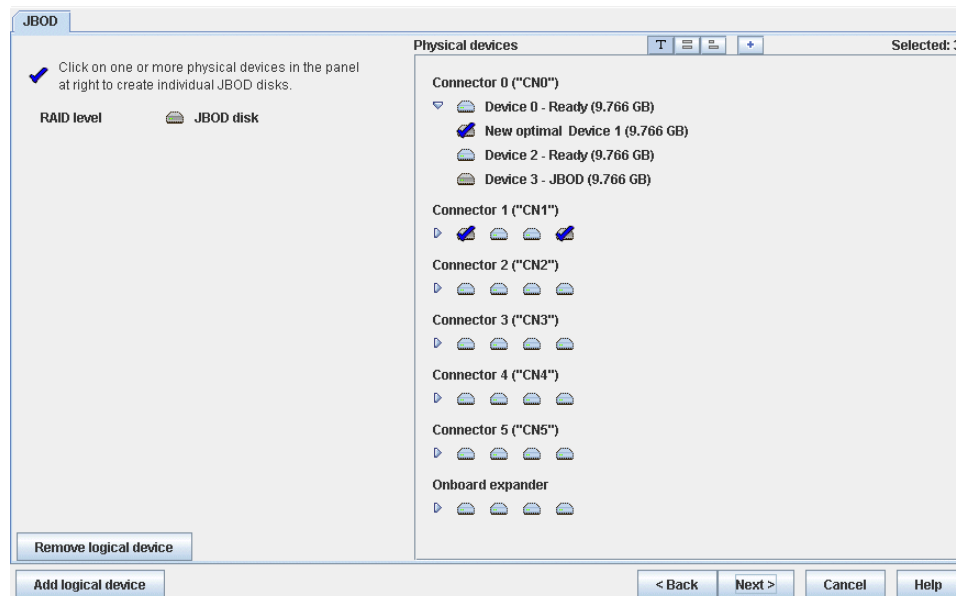 JBOD
Click on one or more physical devices in the panel
at right to create individual JBOD disks.
RAID level JBOD disk
Remove logical device
Physical devices T + Selected: 3
Connector 0 ("CN0")
Device 0 - Ready (9.766 GB)
New optimal Device 1 (9.766 GB)
Device 2 - Ready (9.766 GB)
Device 3 - JBOD (9.766 GB)
Connector 1 ("CN1")
Connector 2 ("CN2")
Connector 3 ("CN3")
Connector 4 ("CN4")
Connector 5 ("CN5")
Onboard expander
Add logical device < Back Next > Cancel Help